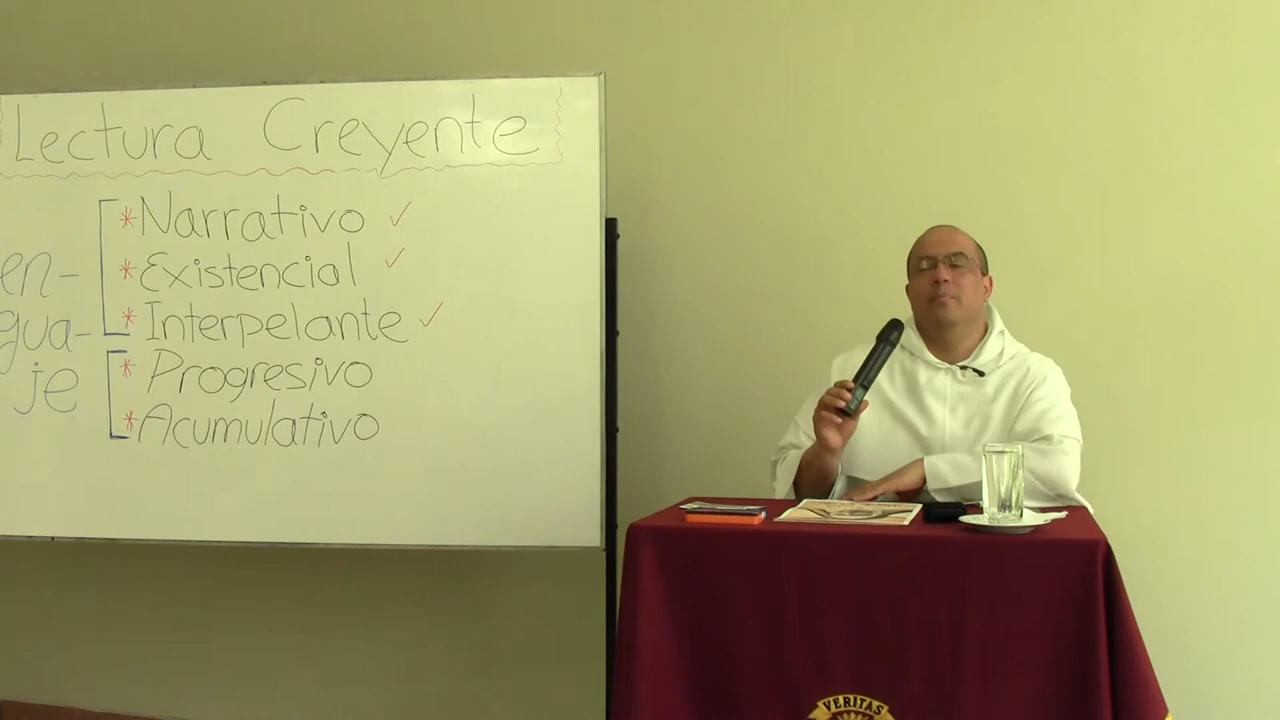 Lectura Creyente
en-
gua-
je
* Narrativo ✓
* Existencial ✓
* Interpelante ✓
* Progresivo
* Acumulativo
VERITAS